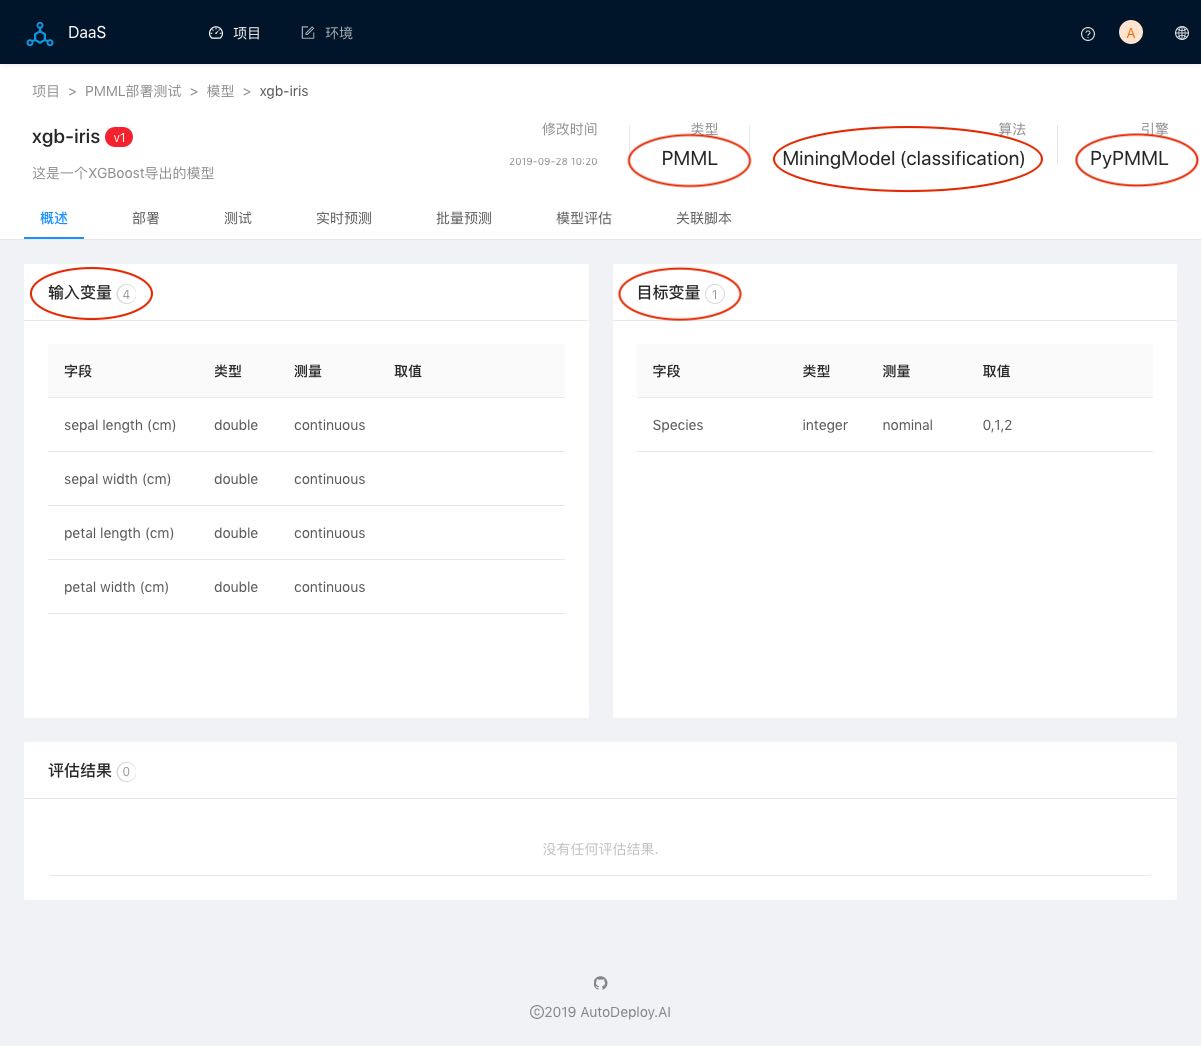 DaaS 项目 环境 A
项目 > PMML部署测试 > 模型 > xgb-iris
xgb-iris v1
这是一个XGBoost导出的模型
修改时间
2019-09-28 10:20
类型
PMML
算法
MiningModel (classification)
引擎
PyPMML
概述 部署 测试 实时预测 批量预测 模型评估 关联脚本
输入变量 4
字段 类型 测量 取值
sepal length (cm) double continuous
sepal width (cm) double continuous
petal length (cm) double continuous
petal width (cm) double continuous
目标变量 1
字段 类型 测量 取值
Species integer nominal 0,1,2
评估结果 0
没有任何评估结果.
©2019 AutoDeploy.AI